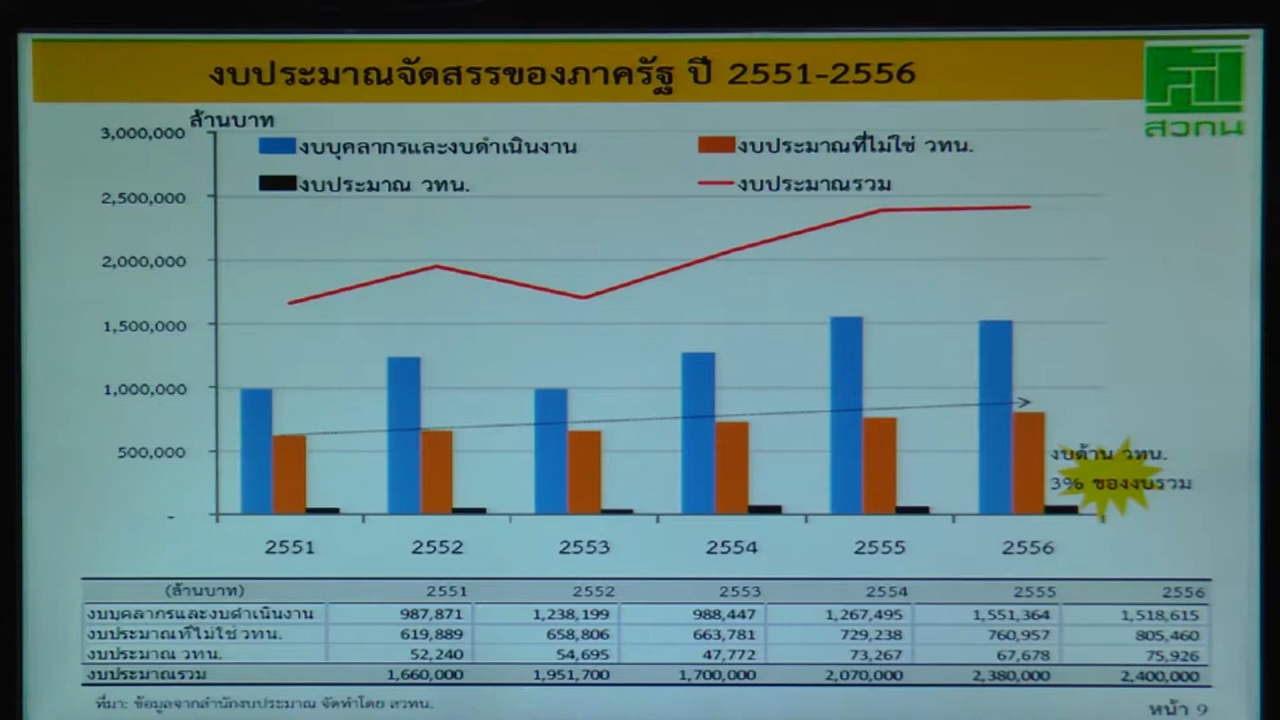 งบประมาณจัดสรรของภาครัฐ ปี 2551-2556
สวทน
ล้านบาท
3,000,000
2,500,000
2,000,000
1,500,000
1,000,000
500,000
-
งบบุคลากรและงบดำเนินงาน
งบประมาณที่ไม่ใช่ วทน.
งบประมาณ วทน.
งบประมาณรวม
งบด้าน วทน.
3% ของงบรวม
2551 2552 2553 2554 2555 2556
(ล้านบาท) 2551 2552 2553 2554 2555 2556
งบบุคลากรและงบดำเนินงาน 987,871 1,238,199 988,447 1,267,495 1,551,364 1,518,615
งบประมาณที่ไม่ใช่ วทน. 619,889 658,806 663,781 729,238 760,957 805,460
งบประมาณ วทน. 52,240 54,695 47,772 73,267 67,678 75,926
งบประมาณรวม 1,660,000 1,951,700 1,700,000 2,070,000 2,380,000 2,400,000
ที่มา: ข้อมูลจากสำนักงบประมาณ จัดทำโดย สวทน.
หน้า 9